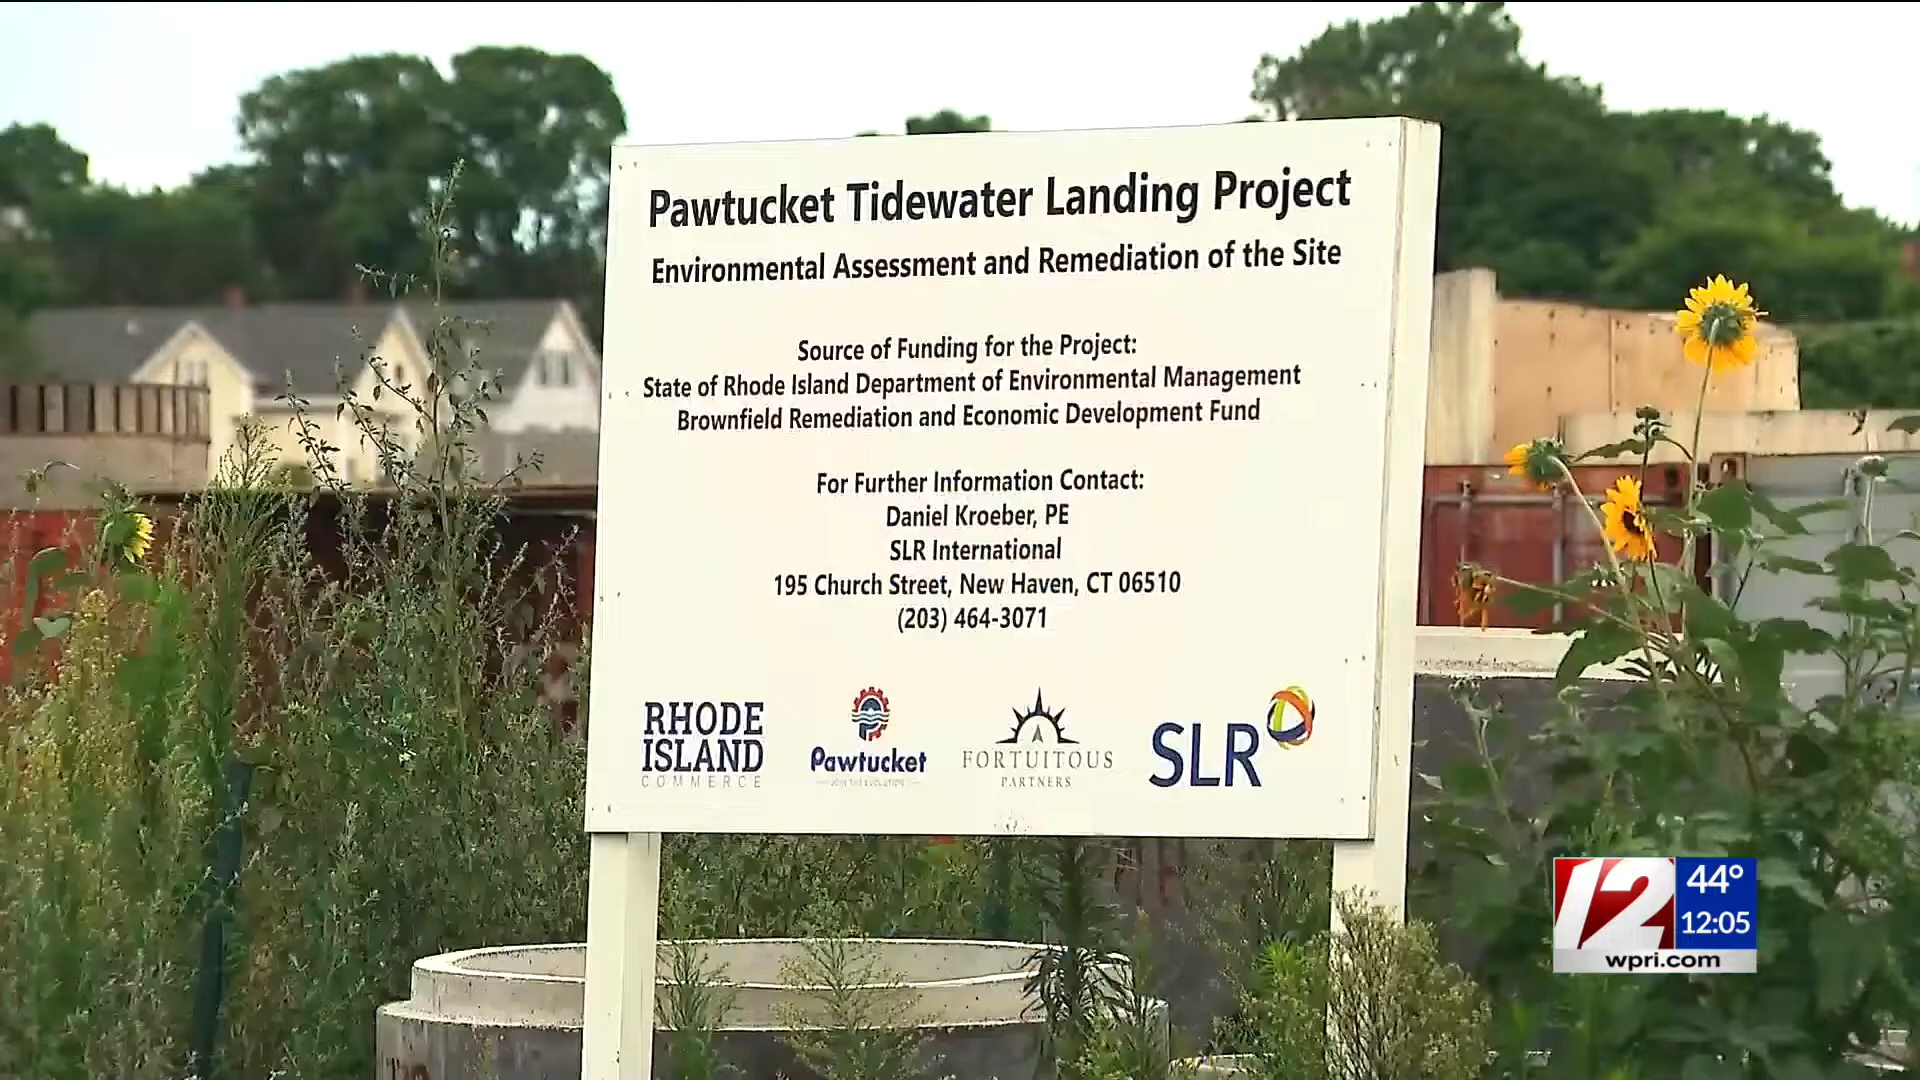 Pawtucket Tidewater Landing Project
Environmental Assessment and Remediation of the Site
Source of Funding for the Project:
State of Rhode Island Department of Environmental Management
Brownfield Remediation and Economic Development Fund
For Further Information Contact:
Daniel Kroeber, PE
SLR International
195 Church Street, New Haven, CT 06510
(203) 464-3071
RHODE
ISLAND
COMMERCE
Pawtucket
JOIN THE EVOLUTION
FORTUITOUS
PARTNERS
SLR
12
44°
12:05
wpri.com